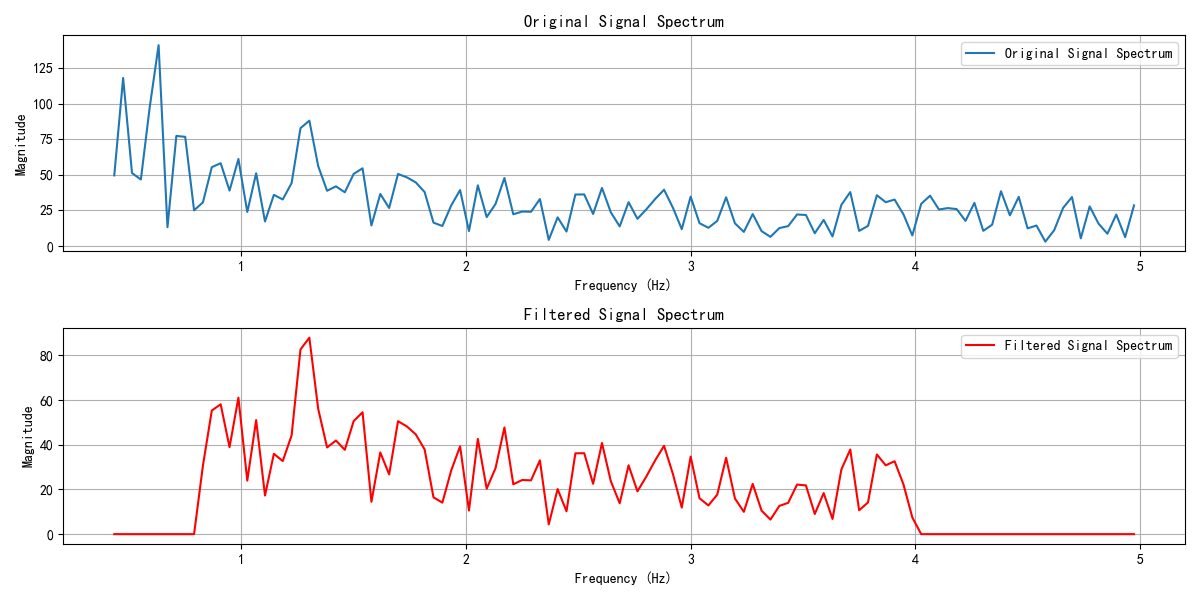 Original Signal Spectrum
Original Signal Spectrum
125
100
75
50
25
0
Magnitude
1 2 3 4 5
Frequency (Hz)
Filtered Signal Spectrum
Filtered Signal Spectrum
80
60
40
20
0
Magnitude
1 2 3 4 5
Frequency (Hz)